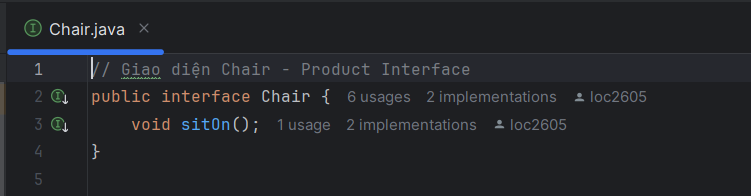 Chair.java
1 // Giao diện Chair - Product Interface
2 public interface Chair { 6 usages 2 implementations loc2605
3 void sitOn(); 1 usage 2 implementations loc2605
4 }
5